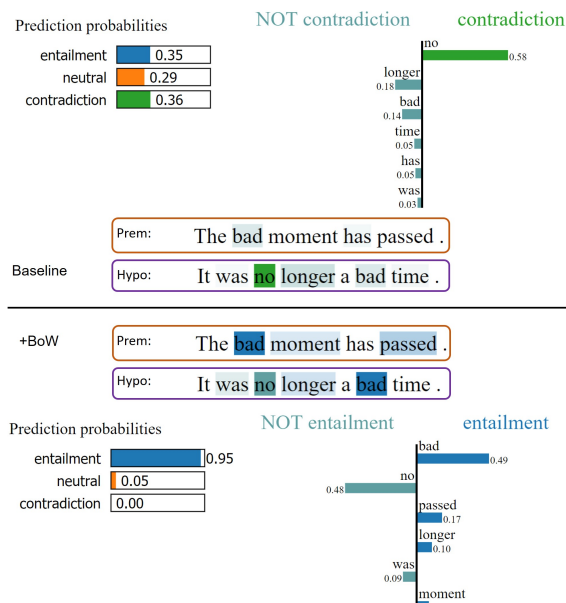 Prediction probabilities
entailment 0.35
neutral 0.29
contradiction 0.36
NOT contradiction contradiction
no
0.58
longer
0.18
bad
0.14
time
0.05
has
0.05
was
0.03
Prem: The bad moment has passed .
Baseline
Hypo: It was no longer a bad time .
+BoW
Prem: The bad moment has passed .
Hypo: It was no longer a bad time .
Prediction probabilities
entailment 0.95
neutral 0.05
contradiction 0.00
NOT entailment entailment
bad
0.49
no
0.48
passed
0.17
longer
0.10
was
0.09
moment